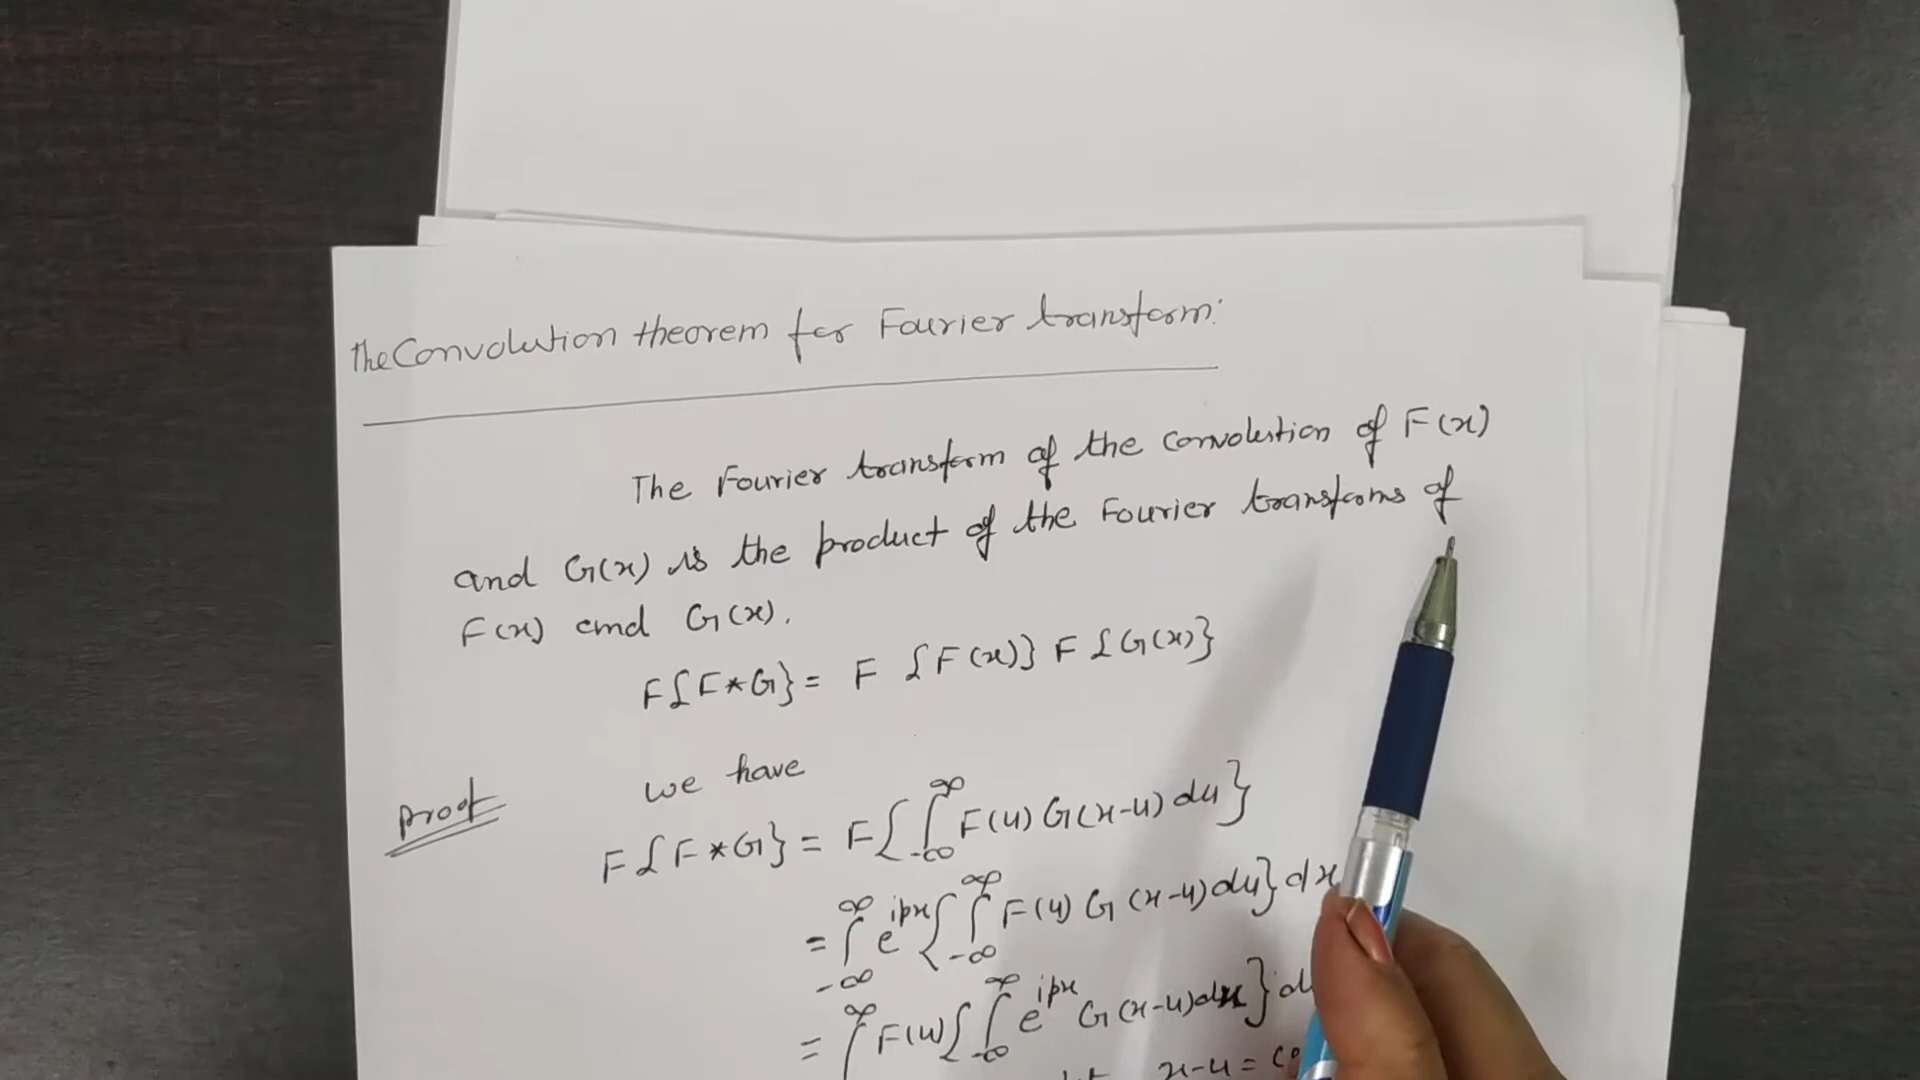 The Convolution theorem for Fourier transform:
The Fourier transform of the convolution of F(x)
and G(x) is the product of the Fourier transforms of
F(x) and G(x).
F{F*G} = F {F(x)} F {G(x)}
Proof
we have
F{F*G} = F{∫_{-∞}^{∞} F(u) G(x-u) du}
= ∫_{-∞}^{∞} e^{ipx} {∫_{-∞}^{∞} F(u) G(x-u) du} dx
= ∫^{∞} F(u) {∫_{-∞}^{∞} e^{ipx} G(x-u) dx}
x-u =